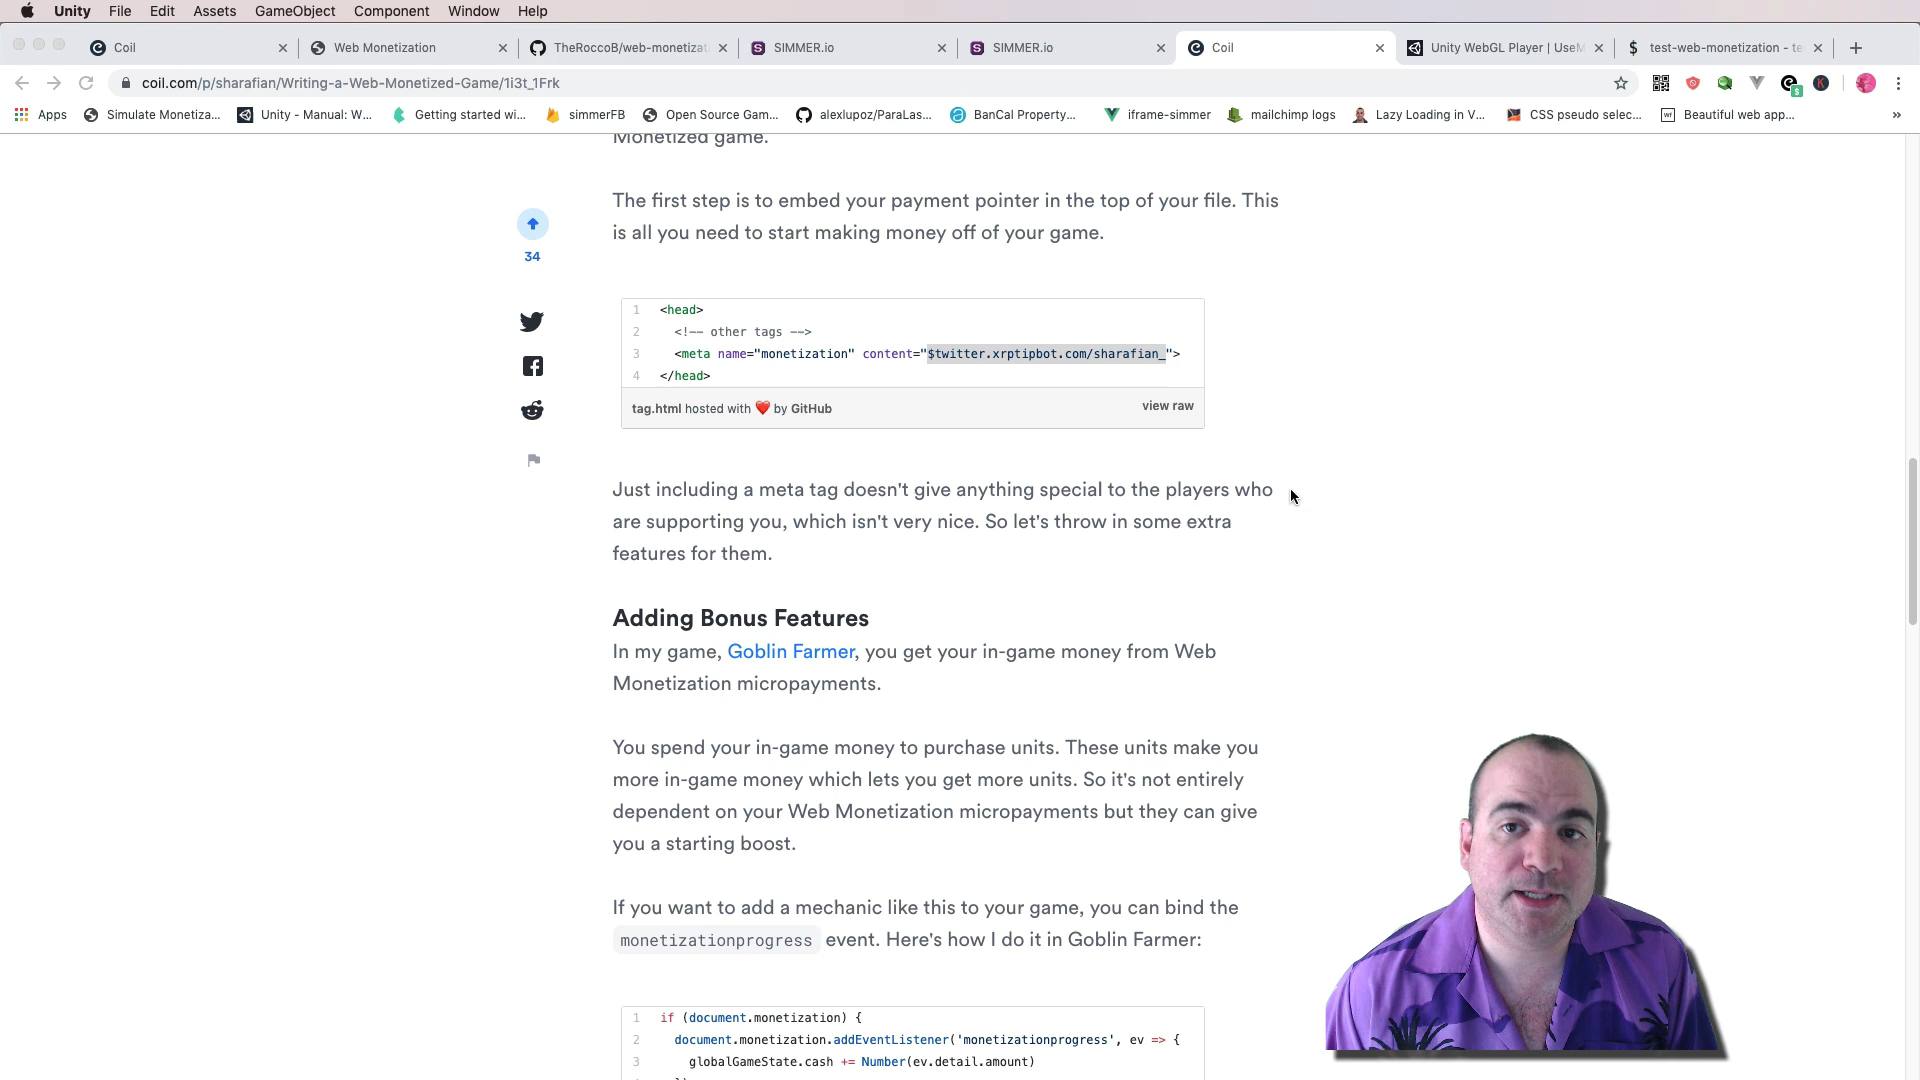 Unity File Edit Assets GameObject Component Window Help
Coil Web Monetization TheRoccoB/web-monetizat SIMMER.io SIMMER.io Coil Unity WebGL Player | UseM test-web-monetization - te
coil.com/p/sharafian/Writing-a-Web-Monetized-Game/1i3t_1Frk
Apps Simulate Monetiza... Unity - Manual: W... Getting started wi... simmerFB Open Source Gam... alexlupoz/ParaLas... BanCal Property... iframe-simmer mailchimp logs Lazy Loading in V... CSS pseudo selec... Beautiful web app... »
Monetized game.
The first step is to embed your payment pointer in the top of your file. This
is all you need to start making money off of your game.
34
1 <head>
2 <!-- other tags -->
3 <meta name="monetization" content="$twitter.xrptipbot.com/sharafian_">
4 </head>
tag.html hosted with ❤ by GitHub view raw
Just including a meta tag doesn't give anything special to the players who
are supporting you, which isn't very nice. So let's throw in some extra
features for them.
Adding Bonus Features
In my game, Goblin Farmer, you get your in-game money from Web
Monetization micropayments.
You spend your in-game money to purchase units. These units make you
more in-game money which lets you get more units. So it's not entirely
dependent on your Web Monetization micropayments but they can give
you a starting boost.
If you want to add a mechanic like this to your game, you can bind the
monetizationprogress event. Here's how I do it in Goblin Farmer:
1 if (document.monetization) {
2 document.monetization.addEventListener('monetizationprogress', ev => {
3 globalGameState.cash += Number(ev.detail.amount)